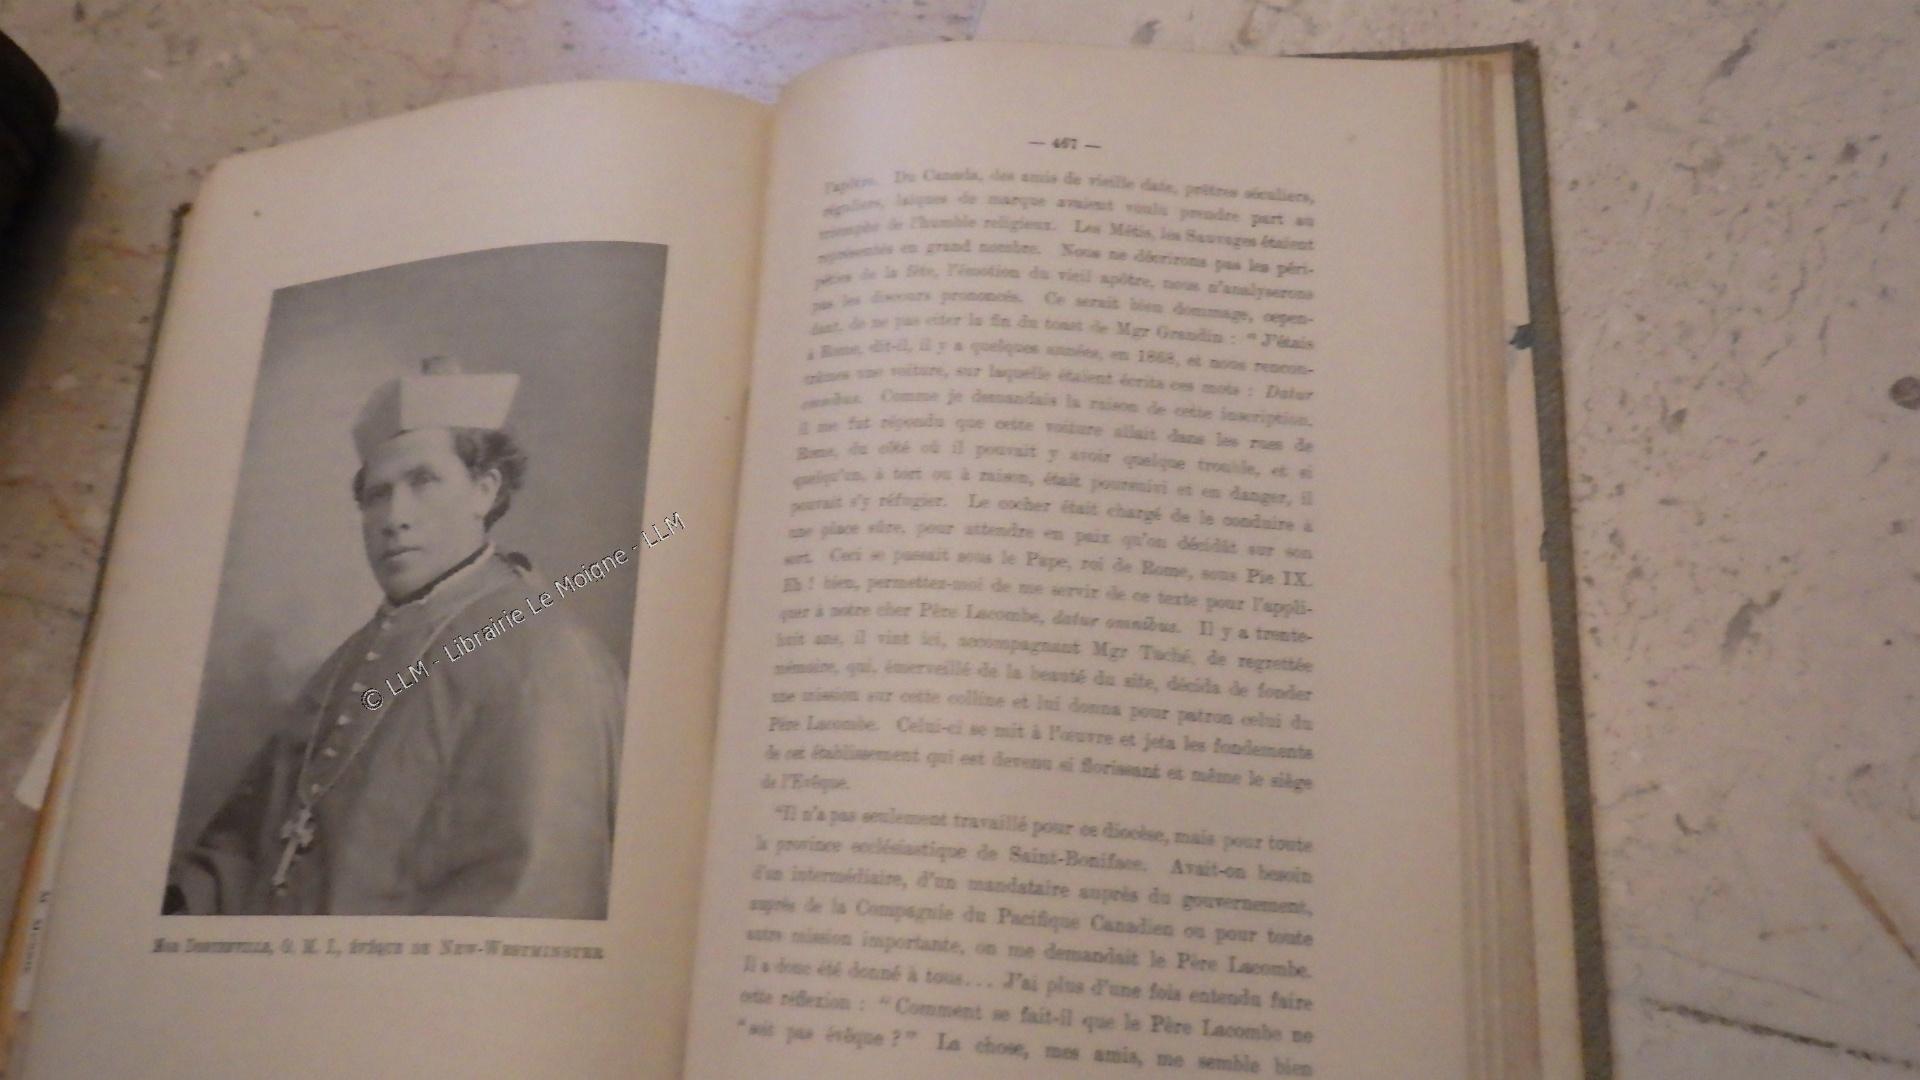 MGR DONTENVILLE, O. M. I., ÉVÊQUE DE NEW-WESTMINSTER
© LLM - Librairie Le Moigne - LLM
— 467 —
l'apôtre. Du Canada, des amis de vieille date, prêtres séculiers,
réguliers, laïques de marque avaient voulu prendre part au
triomphe de l'humble religieux. Les Métis, les Sauvages étaient
représentés en grand nombre. Nous ne décrirons pas les péri-
péties de la fête, l'émotion du vieil apôtre, nous n'analyserons
pas les discours prononcés. Ce serait bien dommage, cepen-
dant, de ne pas citer la fin du toast de Mgr Grandin : "J'étais
à Rome, dit-il, il y a quelques années, en 1868, et nous rencon-
trâmes une voiture, sur laquelle étaient écrits ces mots : Datur
omnibus. Comme je demandais la raison de cette inscription,
il me fut répondu que cette voiture allait dans les rues de
Rome, du côté où il pouvait y avoir quelque trouble, et si
quelqu'un, à tort ou à raison, était poursuivi et en danger, il
pouvait s'y réfugier. Le cocher était chargé de le conduire à
une place sûre, pour attendre en paix qu'on décidât sur son
sort. Ceci se passait sous le Pape, roi de Rome, sous Pie IX.
Eh ! bien, permettez-moi de me servir de ce texte pour l'appli-
quer à notre cher Père Lacombe, datur omnibus. Il y a trente-
huit ans, il vint ici, accompagnant Mgr Taché, de regrettée
mémoire, qui, émerveillé de la beauté du site, décida de fonder
une mission sur cette colline et lui donna pour patron celui du
Père Lacombe. Celui-ci se mit à l'œuvre et jeta les fondements
de cet établissement qui est devenu si florissant et même le siège
de l'Evêque.
"Il n'a pas seulement travaillé pour ce diocèse, mais pour toute
la province ecclésiastique de Saint-Boniface. Avait-on besoin
d'un intermédiaire, d'un mandataire auprès du gouvernement,
auprès de la Compagnie du Pacifique Canadien ou pour toute
autre mission importante, on me demandait le Père Lacombe.
Il a donc été donné à tous... J'ai plus d'une fois entendu faire
cette réflexion : "Comment se fait-il que le Père Lacombe ne
"soit pas évêque ?" La chose, mes amis, me semble bien